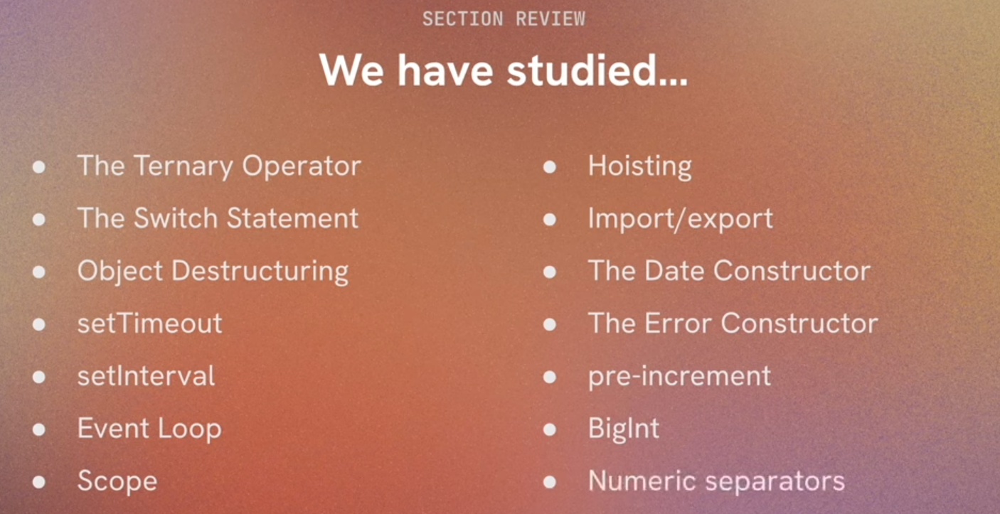 SECTION REVIEW
We have studied...
• The Ternary Operator
• The Switch Statement
• Object Destructuring
• setTimeout
• setInterval
• Event Loop
• Scope
• Hoisting
• Import/export
• The Date Constructor
• The Error Constructor
• pre-increment
• BigInt
• Numeric separators